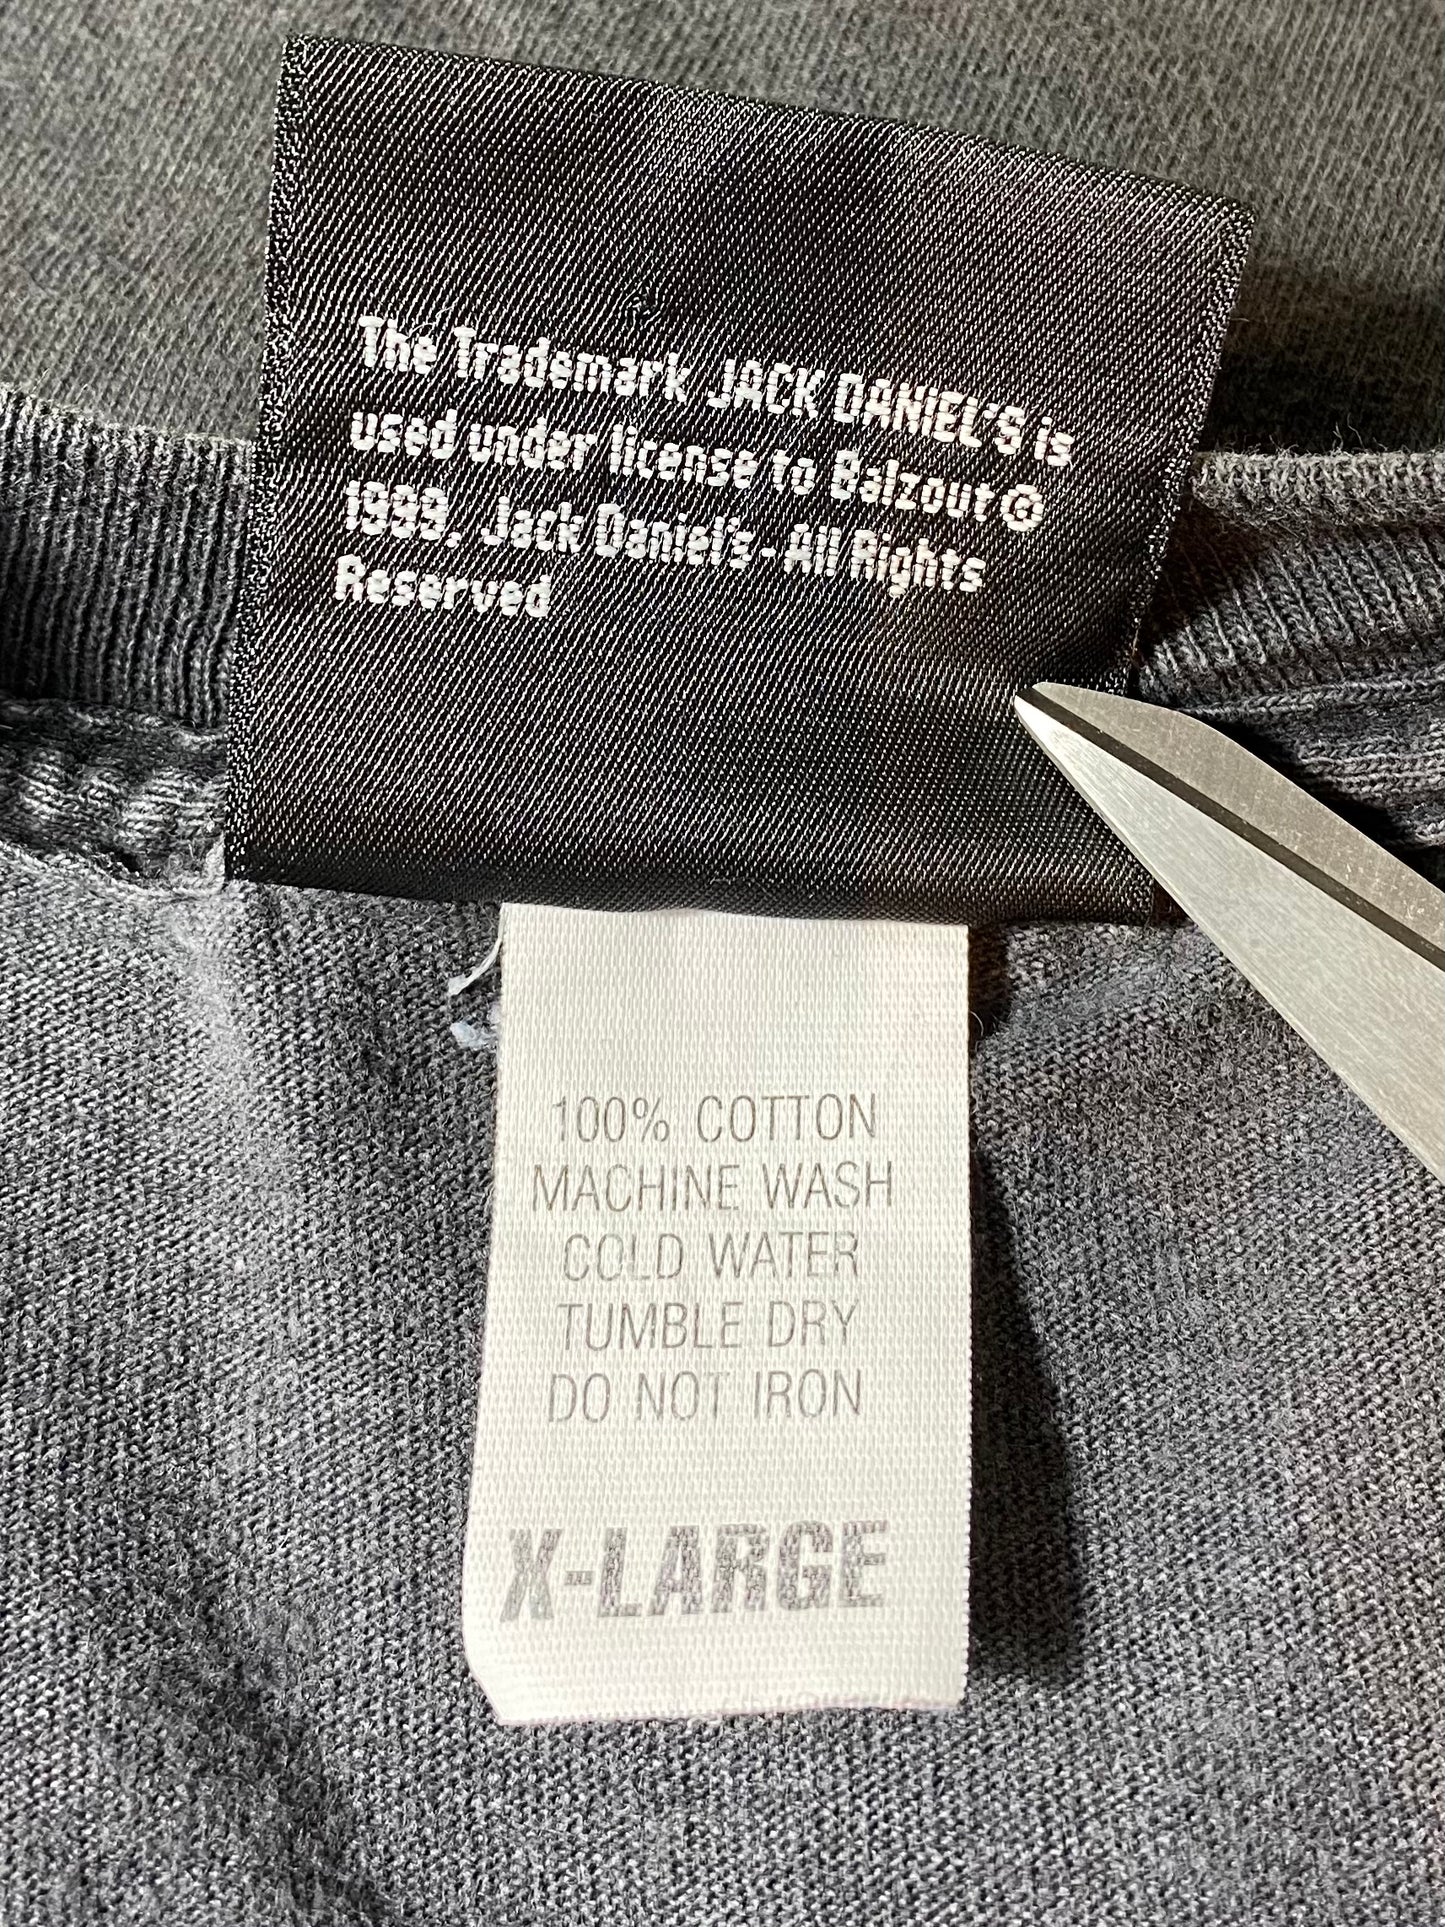 The Trademark JACK DANIEL'S is
used under license to Balzout ©
1999, Jack Daniel's - All Rights
Reserved
100% COTTON
MACHINE WASH
COLD WATER
TUMBLE DRY
DO NOT IRON
X-LARGE